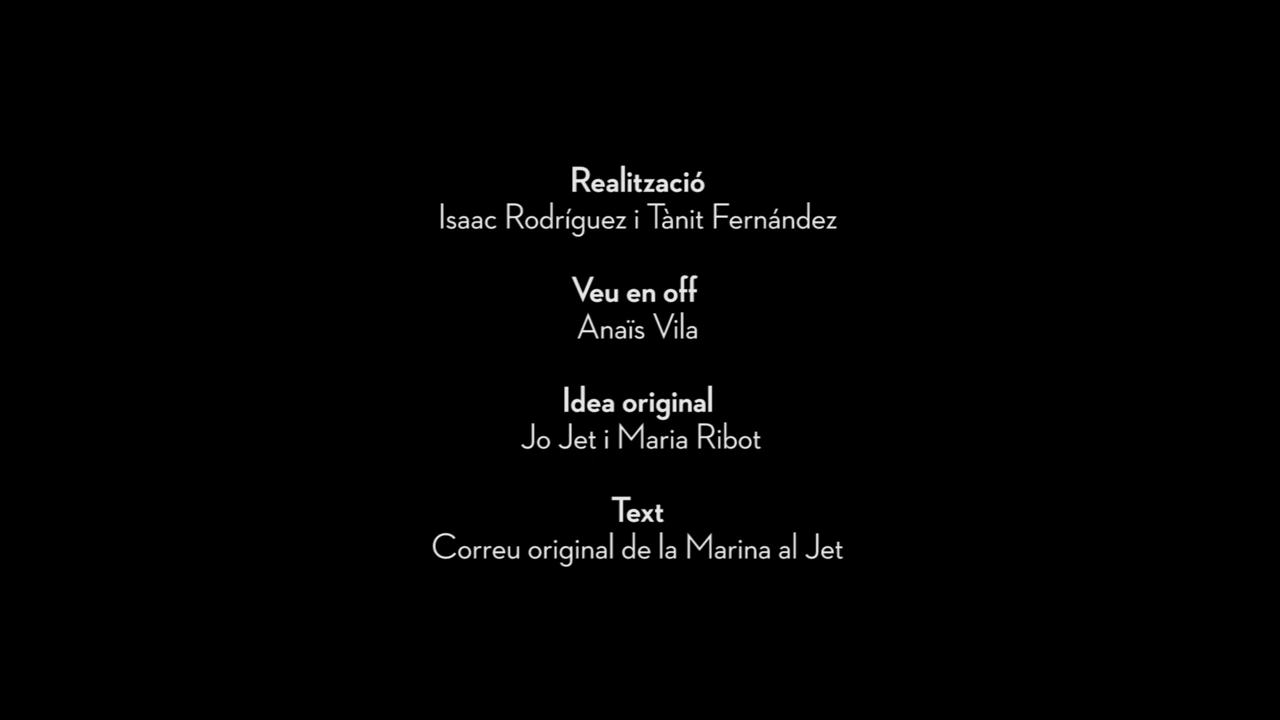 Realització
Isaac Rodríguez i Tànit Fernández
Veu en off
Anaïs Vila
Idea original
Jo Jet i Maria Ribot
Text
Correu original de la Marina al Jet